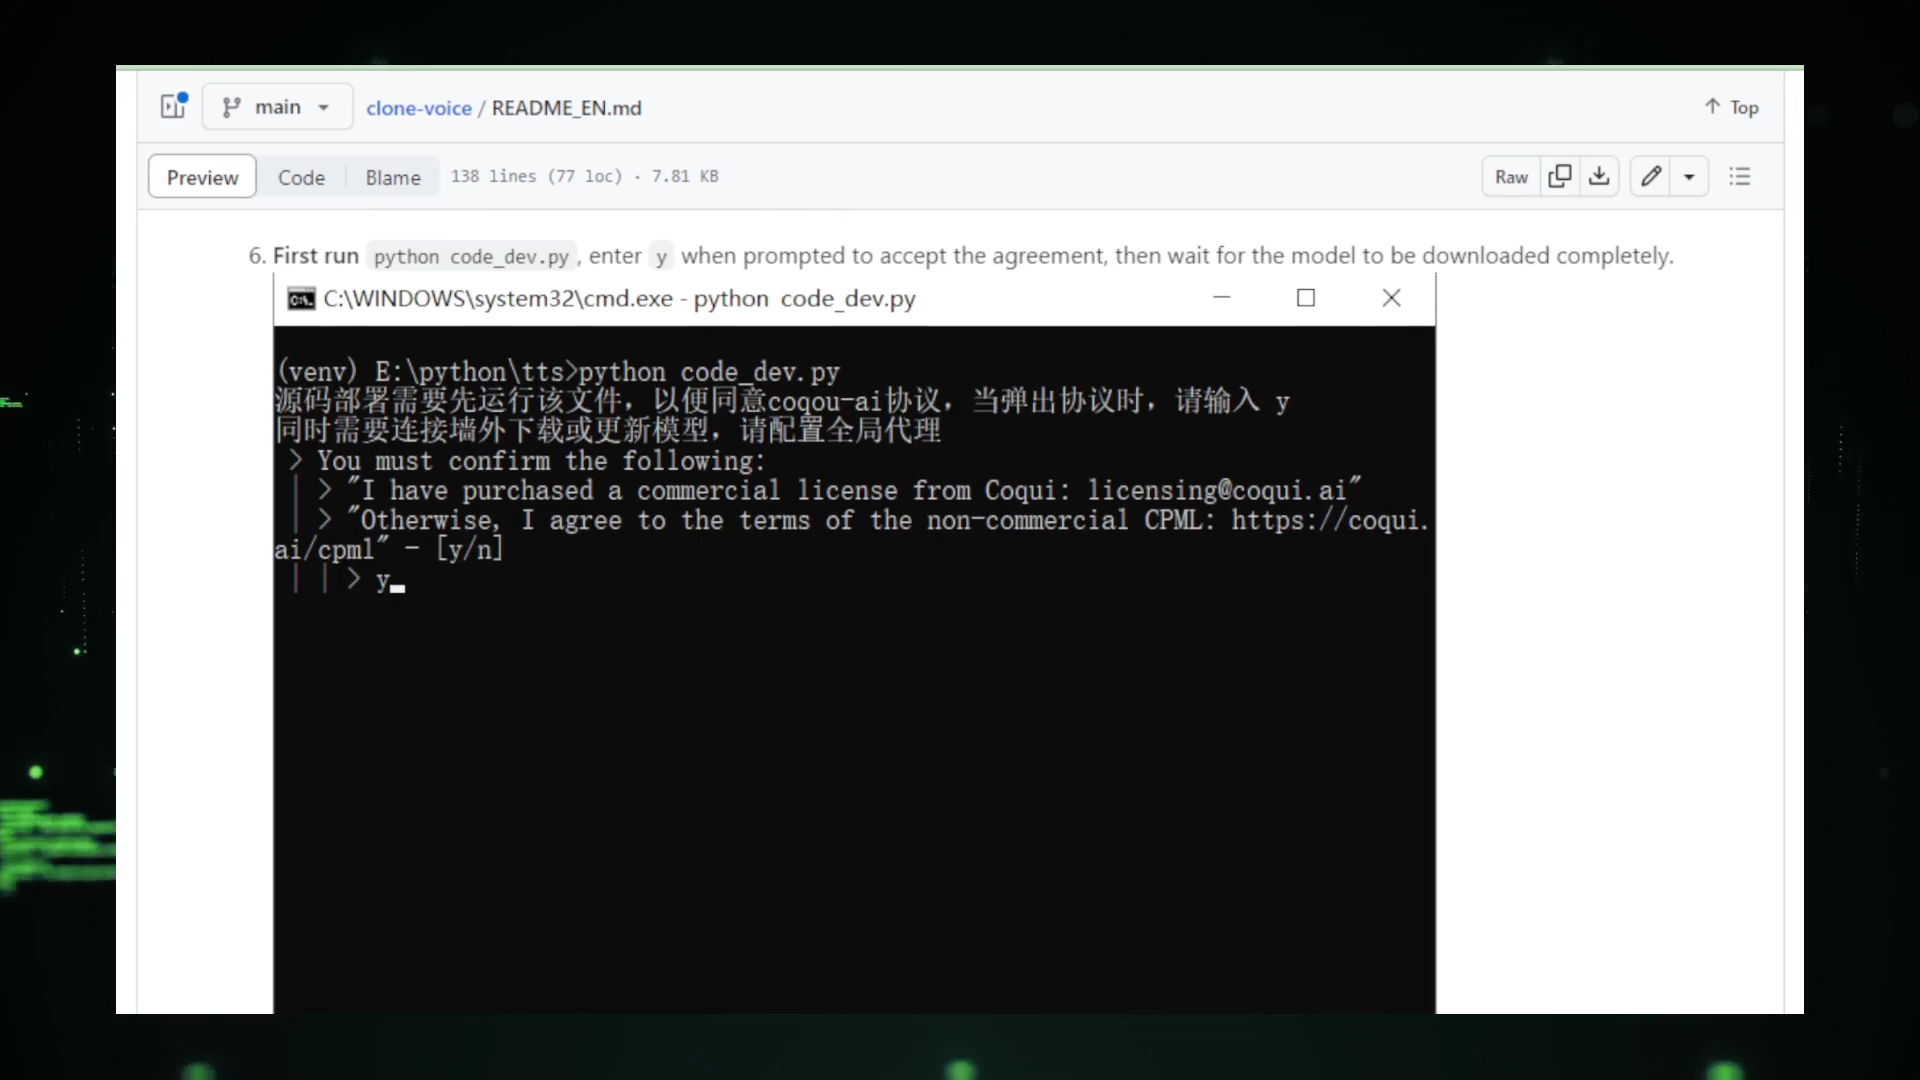 main
clone-voice / README_EN.md
Top
Preview
Code
Blame
138 lines (77 loc) · 7.81 KB
Raw
6. First run python code_dev.py, enter y when prompted to accept the agreement, then wait for the model to be downloaded completely.
C:\WINDOWS\system32\cmd.exe - python code_dev.py
(venv) E:\python\tts>python code_dev.py
源码部署需要先运行该文件，以便同意coqou-ai协议，当弹出协议时，请输入 y
同时需要连接墙外下载或更新模型，请配置全局代理
> You must confirm the following:
| > "I have purchased a commercial license from Coqui: licensing@coqui.ai"
| > "Otherwise, I agree to the terms of the non-commercial CPML: https://coqui.
ai/cpml" - [y/n]
| | > y